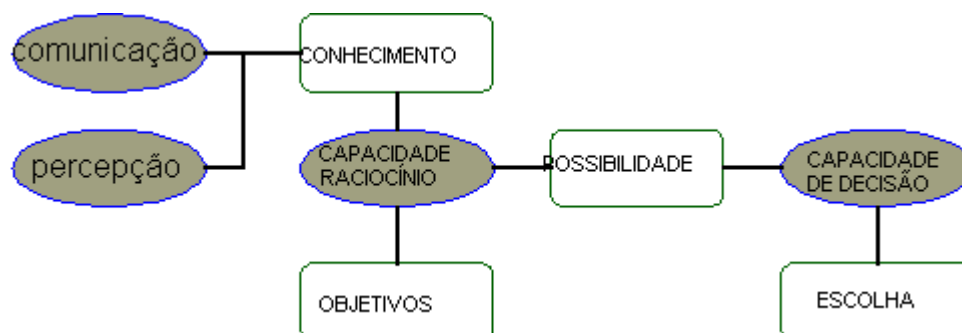 comunicação
CONHECIMENTO
percepção
CAPACIDADE
RACIOCÍNIO
POSSIBILIDADE
CAPACIDADE
DE DECISÃO
OBJETIVOS
ESCOLHA